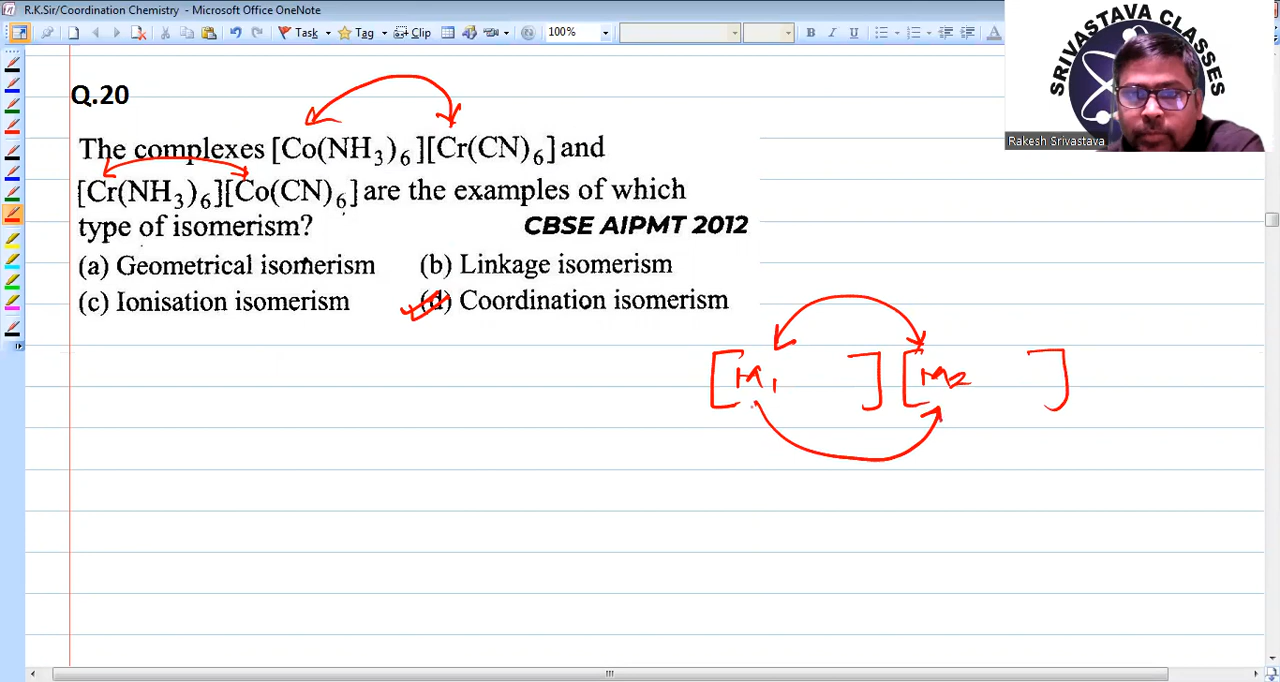 R.K.Sir/Coordination Chemistry - Microsoft OneNote
Task Tag Clip 100% B I U A
SRIVASTAVA CLASSES
Rakesh Srivastava
Q.20
The complexes [Co(NH₃)₆][Cr(CN)₆] and
[Cr(NH₃)₆][Co(CN)₆] are the examples of which
type of isomerism?
CBSE AIPMT 2012
(a) Geometrical isomerism (b) Linkage isomerism
(c) Ionisation isomerism (d) Coordination isomerism
[M₁ ] [M₂ ]